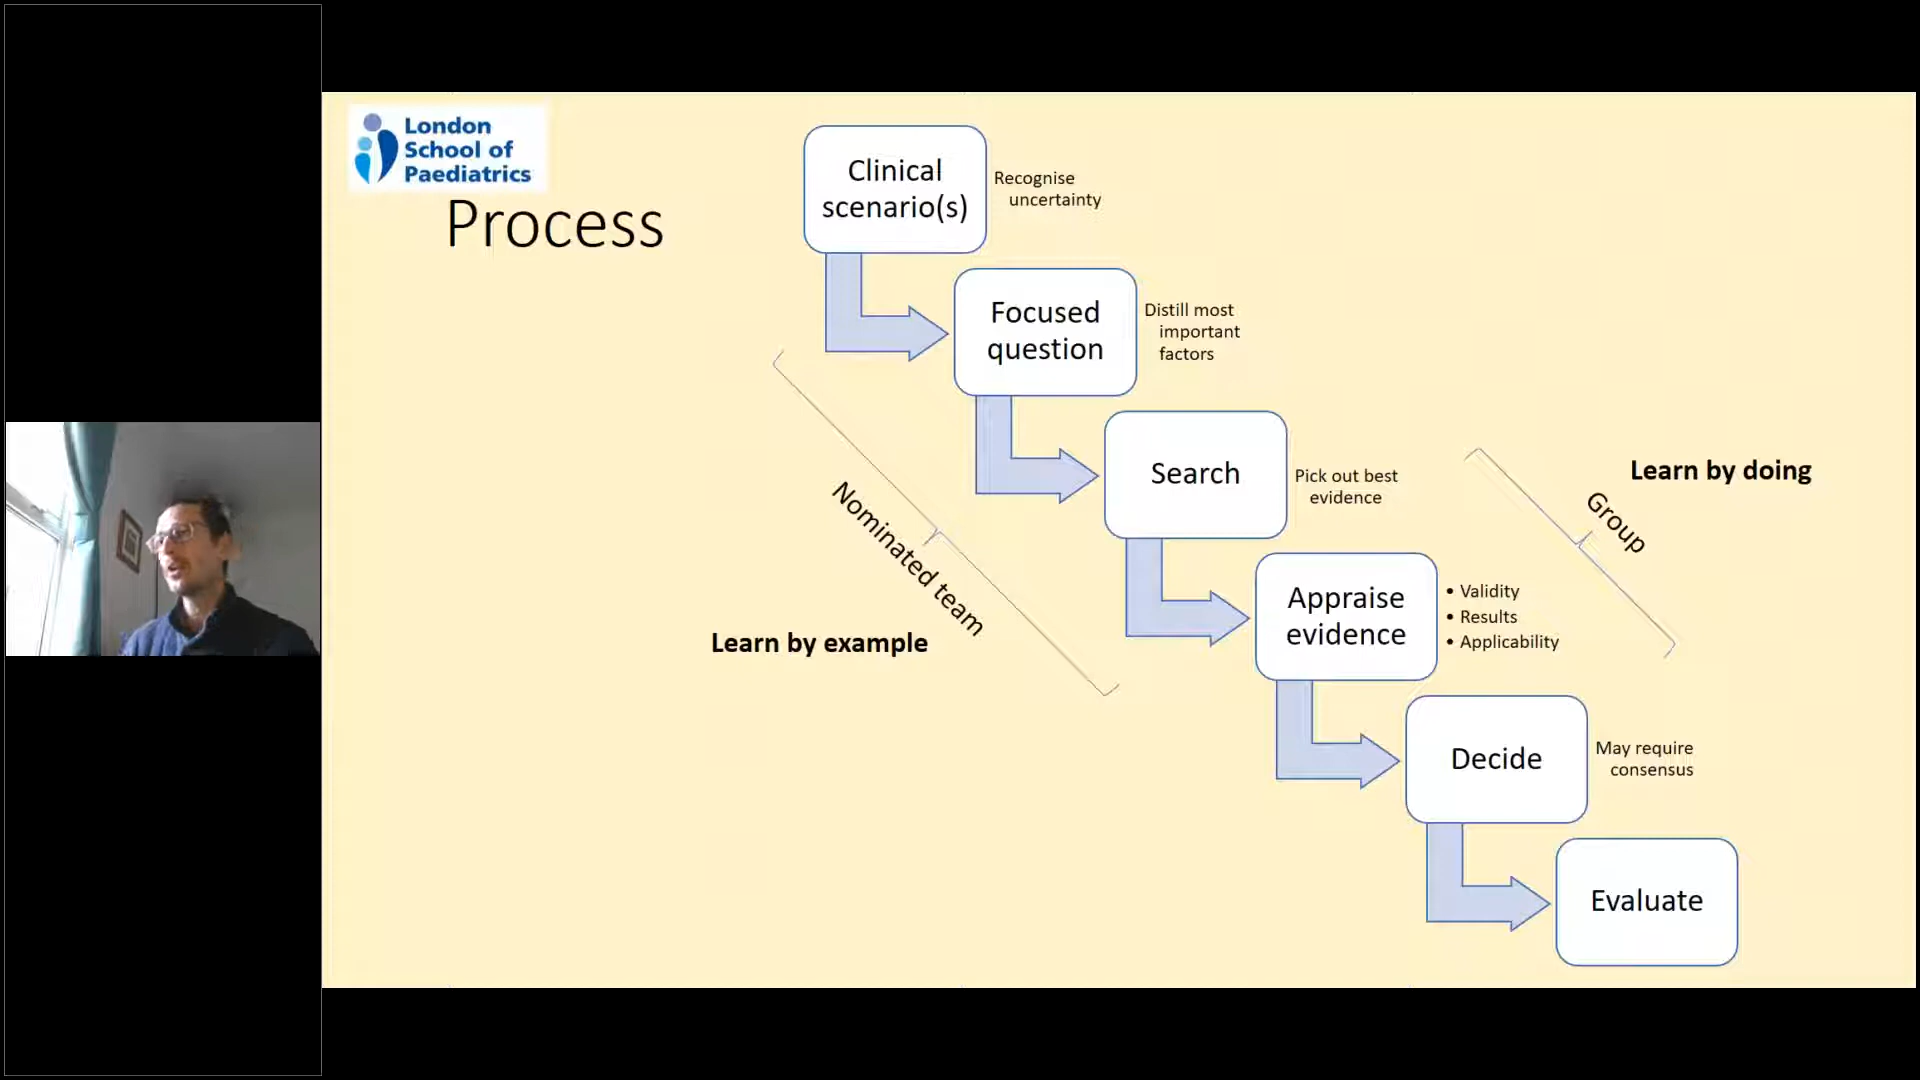 London
School of
Paediatrics
Process
Clinical
scenario(s)
Recognise
uncertainty
Focused
question
Distill most
important
factors
Search
Pick out best
evidence
Learn by doing
Group
Nominated team
Learn by example
Appraise
evidence
• Validity
• Results
• Applicability
Decide
May require
consensus
Evaluate